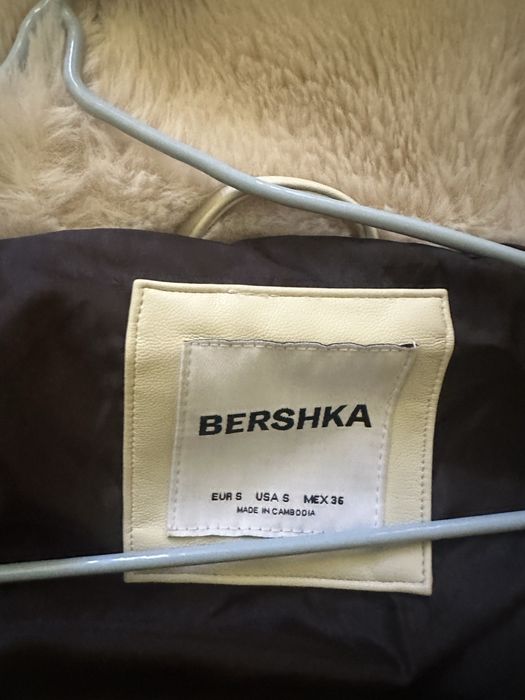 BERSHKA
EUR S USA S MEX 36
MADE IN CAMBODIA